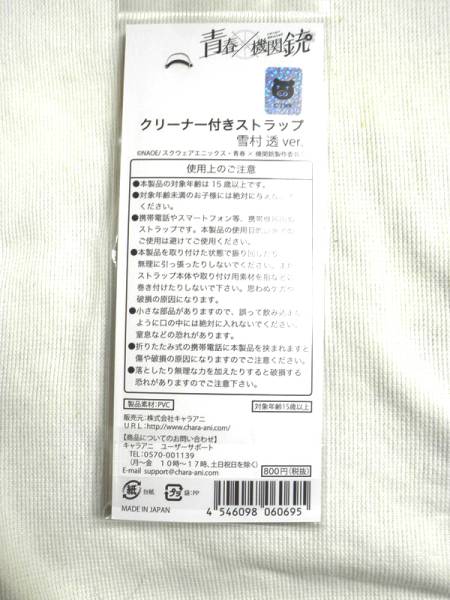 青春×機関銃
クリーナー付きストラップ
雪村 透 ver.
©NAOE/スクウェアエニックス・青春×機関銃製作委員
使用上のご注意
●本製品の対象年齢は15歳以上です。
●対象年齢未満のお子様には絶対に与え
ください。
●携帯電話やスマートフォン等、携帯機器用の
ストラップです。本製品の使用目的以外での
ご使用は避けてご使用ください。
●本製品を取り付けた状態で振り回したり
無理に引っ張ったりしないでください。また
ストラップ本体や取り付け用素材を指などに
巻き付けたりしない下さい。思わぬケガや
破損の原因になります。
●小さな部品がありますので、誤って飲み込まない
ように口の中には絶対に入れないでください。
窒息などの恐れがあります。
●折りたたみ式の携帯電話に本製品を挟まれますと
傷や破損の原因になりますのでご注意ください。
●落としたり無理な力を加えたりすると破損する
恐れがありますのでご注意下さい。
製品素材:PVC
対象年齢15歳以上
販売元:株式会社キャラアニ
URL:http://www.chara-ani.com/
【商品についてのお問い合わせ】
キャラアニ ユーザーサポート
TEL:0570-001139
(月～金 10時～17時、土日祝日を除く)
E-mail support@chara-ani.com
800円(税抜)
紙 台紙
プラ 袋:PP
MADE IN JAPAN
4 546098 060695